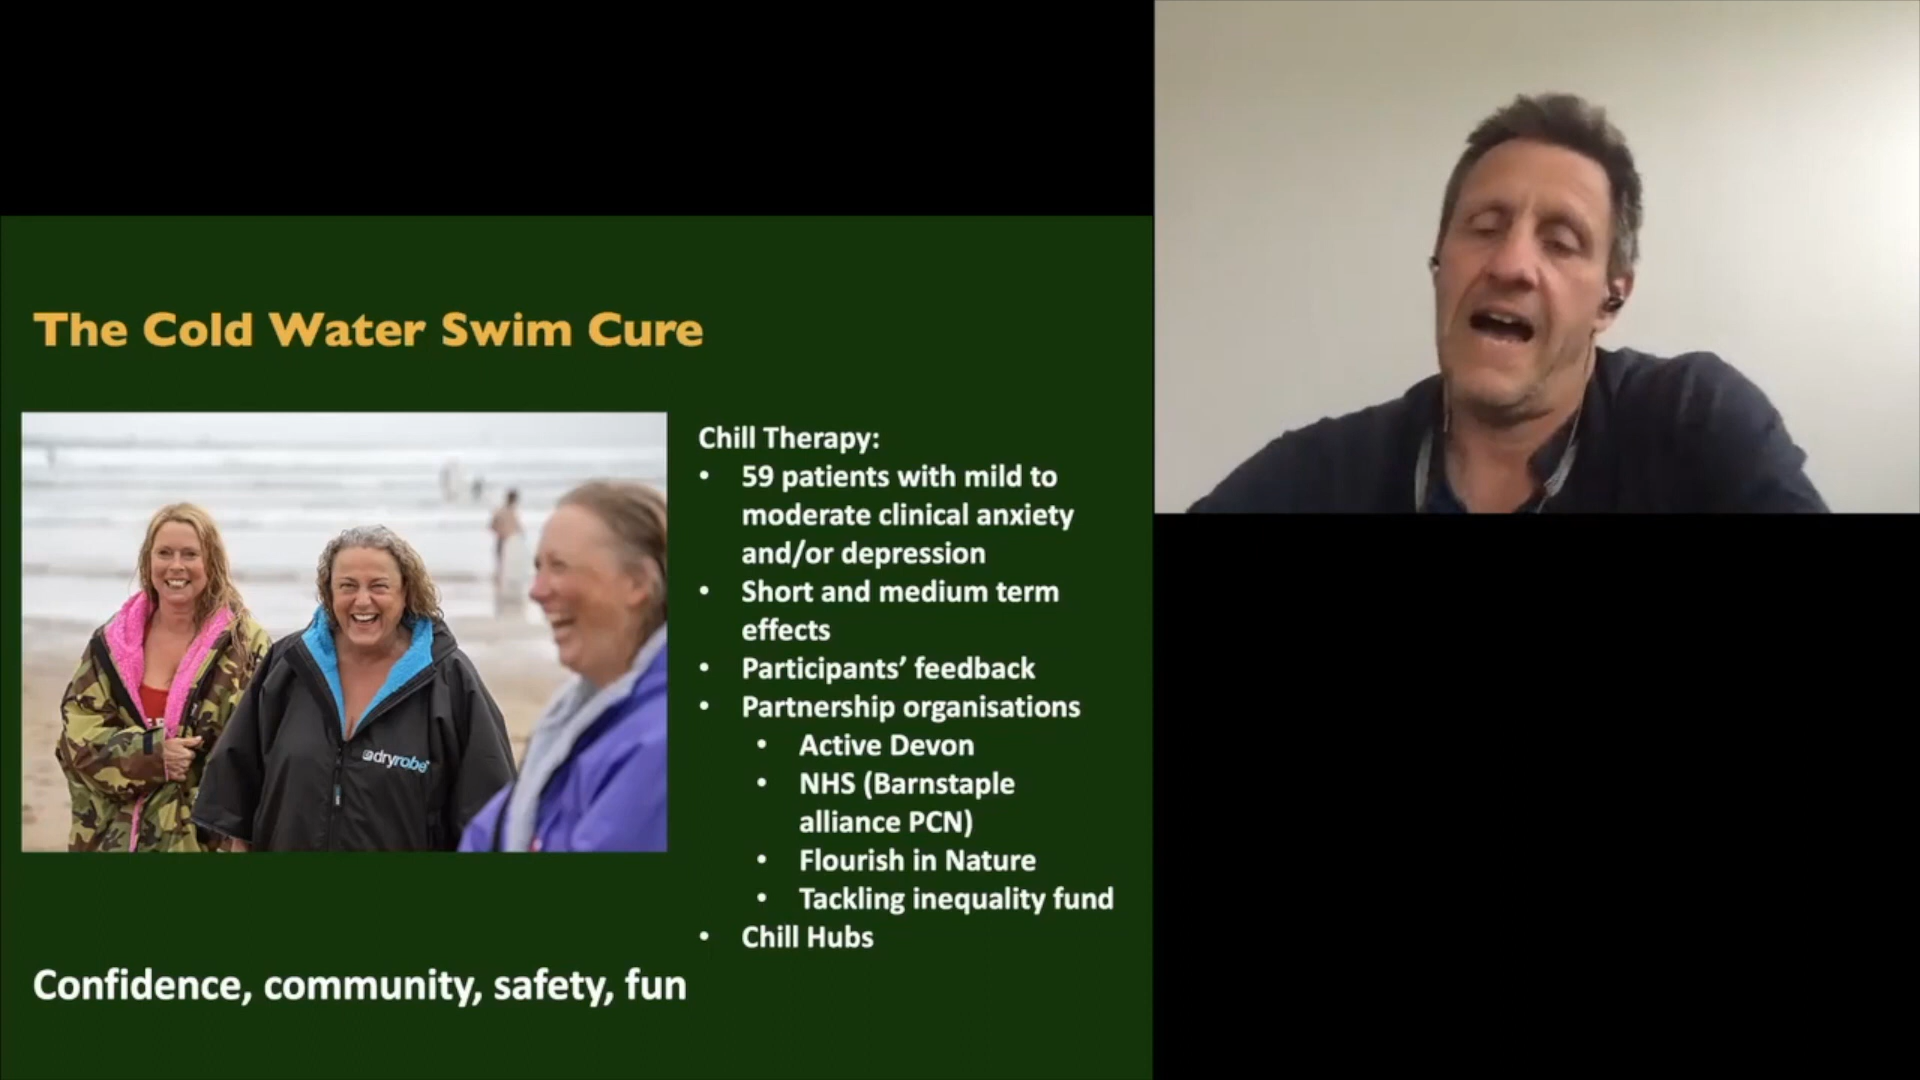 The Cold Water Swim Cure
dryrobe
Chill Therapy:
• 59 patients with mild to
moderate clinical anxiety
and/or depression
• Short and medium term
effects
• Participants’ feedback
• Partnership organisations
• Active Devon
• NHS (Barnstaple
alliance PCN)
• Flourish in Nature
• Tackling inequality fund
• Chill Hubs
Confidence, community, safety, fun